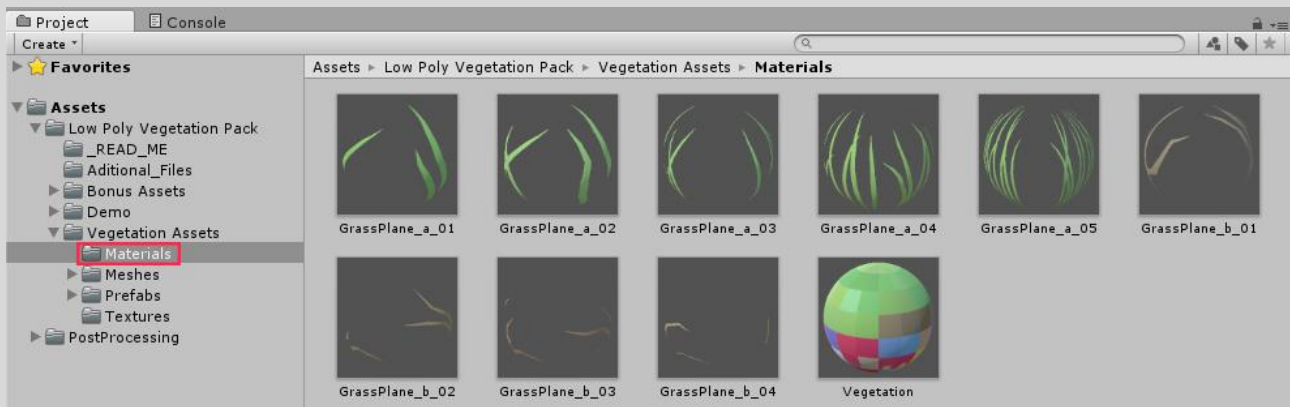 Project
Console
Create
Favorites
Assets
Low Poly Vegetation Pack
_READ_ME
Aditional_Files
Bonus Assets
Demo
Vegetation Assets
Materials
Meshes
Prefabs
Textures
PostProcessing
Assets ▸ Low Poly Vegetation Pack ▸ Vegetation Assets ▸ Materials
GrassPlane_a_01 GrassPlane_a_02 GrassPlane_a_03 GrassPlane_a_04 GrassPlane_a_05 GrassPlane_b_01
GrassPlane_b_02 GrassPlane_b_03 GrassPlane_b_04 Vegetation